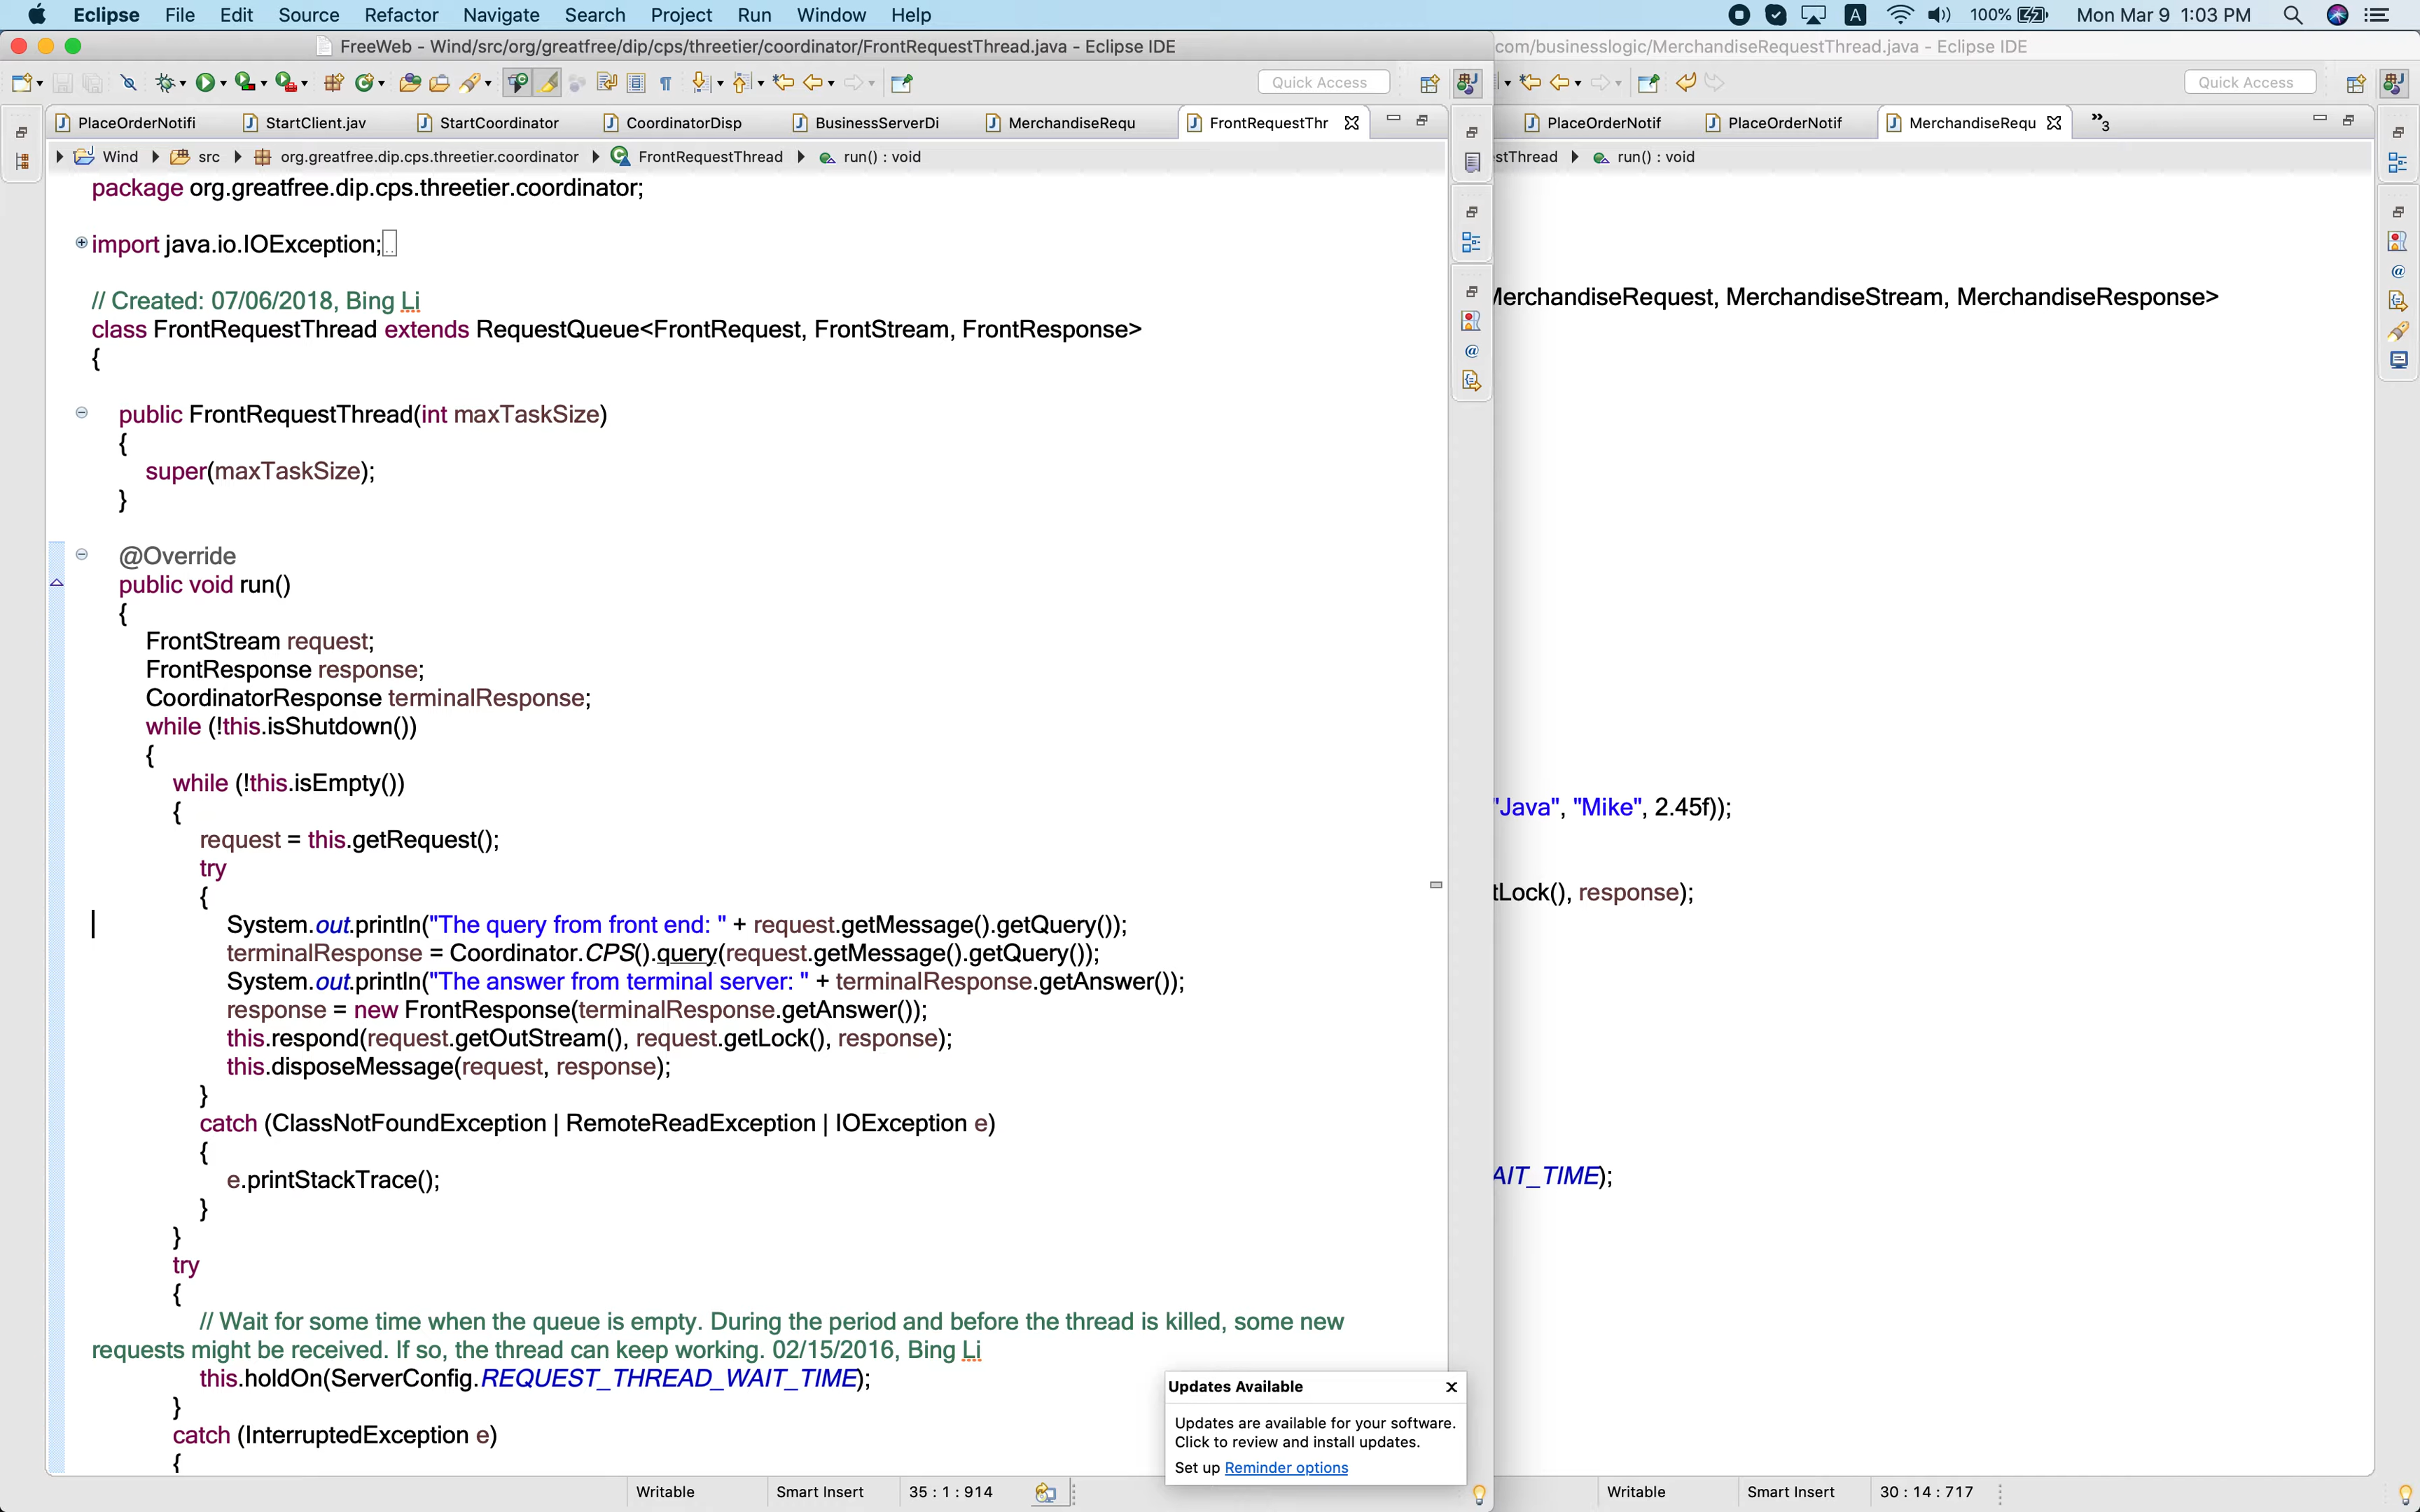 Eclipse File Edit Source Refactor Navigate Search Project Run Window Help A 100% Mon Mar 9 1:03 PM
FreeWeb - Wind/src/org/greatfree/dip/cps/threetier/coordinator/FrontRequestThread.java - Eclipse IDE
com/businesslogic/MerchandiseRequestThread.java - Eclipse IDE
Quick Access
Quick Access
PlaceOrderNotifi StartClient.jav StartCoordinator CoordinatorDisp BusinessServerDi MerchandiseRequ FrontRequestThr
PlaceOrderNotif PlaceOrderNotif MerchandiseRequ »3
Wind src org.greatfree.dip.cps.threetier.coordinator FrontRequestThread run() : void
stThread run() : void
package org.greatfree.dip.cps.threetier.coordinator;
import java.io.IOException;
// Created: 07/06/2018, Bing Li
class FrontRequestThread extends RequestQueue<FrontRequest, FrontStream, FrontResponse>
{
public FrontRequestThread(int maxTaskSize)
{
super(maxTaskSize);
}
@Override
public void run()
{
FrontStream request;
FrontResponse response;
CoordinatorResponse terminalResponse;
while (!this.isShutdown())
{
while (!this.isEmpty())
{
request = this.getRequest();
try
{
System.out.println("The query from front end: " + request.getMessage().getQuery());
terminalResponse = Coordinator.CPS().query(request.getMessage().getQuery());
System.out.println("The answer from terminal server: " + terminalResponse.getAnswer());
response = new FrontResponse(terminalResponse.getAnswer());
this.respond(request.getOutStream(), request.getLock(), response);
this.disposeMessage(request, response);
}
catch (ClassNotFoundException | RemoteReadException | IOException e)
{
e.printStackTrace();
}
}
try
{
// Wait for some time when the queue is empty. During the period and before the thread is killed, some new
requests might be received. If so, the thread can keep working. 02/15/2016, Bing Li
this.holdOn(ServerConfig.REQUEST_THREAD_WAIT_TIME);
}
catch (InterruptedException e)
{
MerchandiseRequest, MerchandiseStream, MerchandiseResponse>
"Java", "Mike", 2.45f));
tLock(), response);
AIT_TIME);
Updates Available
Updates are available for your software.
Click to review and install updates.
Set up Reminder options
Writable Smart Insert 35 : 1 : 914
Writable Smart Insert 30 : 14 : 717